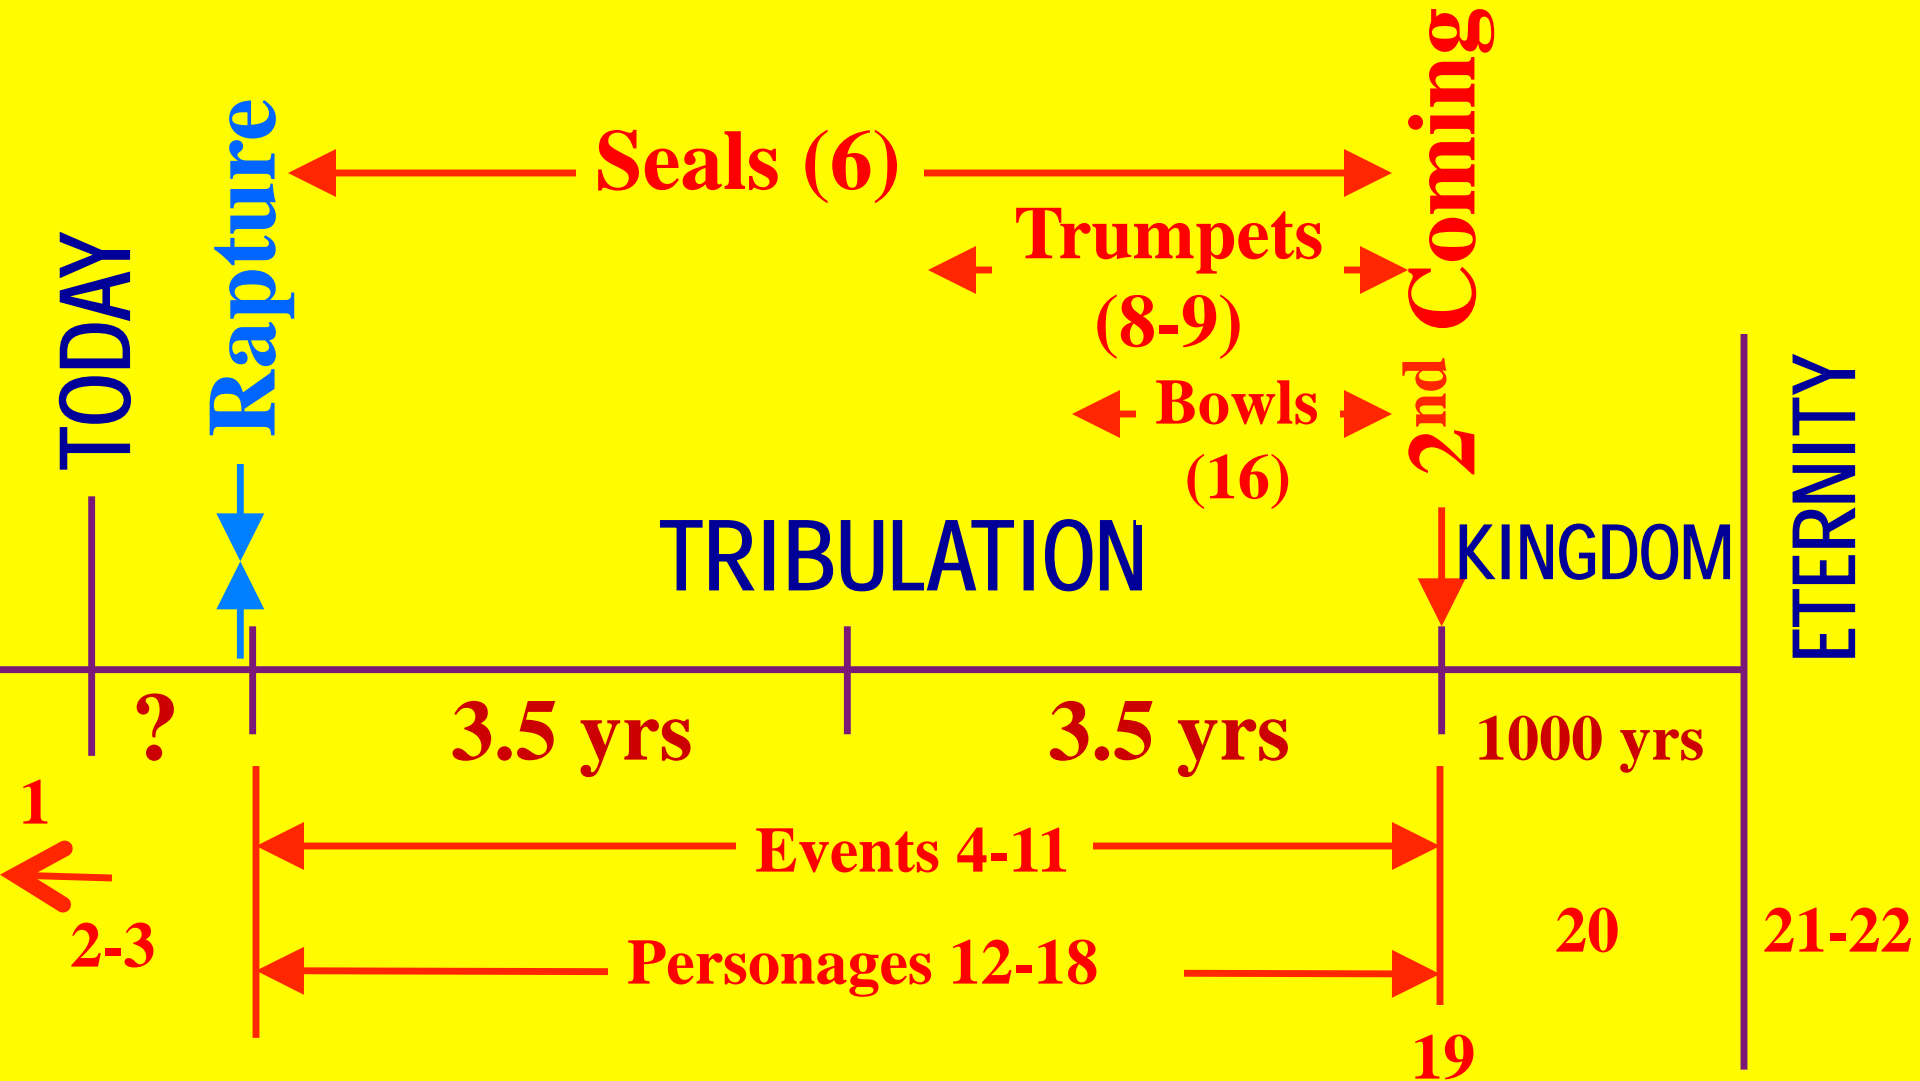 TODAY
Rapture
Seals (6)
Trumpets
(8-9)
Bowls
(16)
2nd Coming
TRIBULATION
KINGDOM
ETERNITY
?
3.5 yrs
3.5 yrs
1000 yrs
1
2-3
Events 4-11
Personages 12-18
19
20
21-22